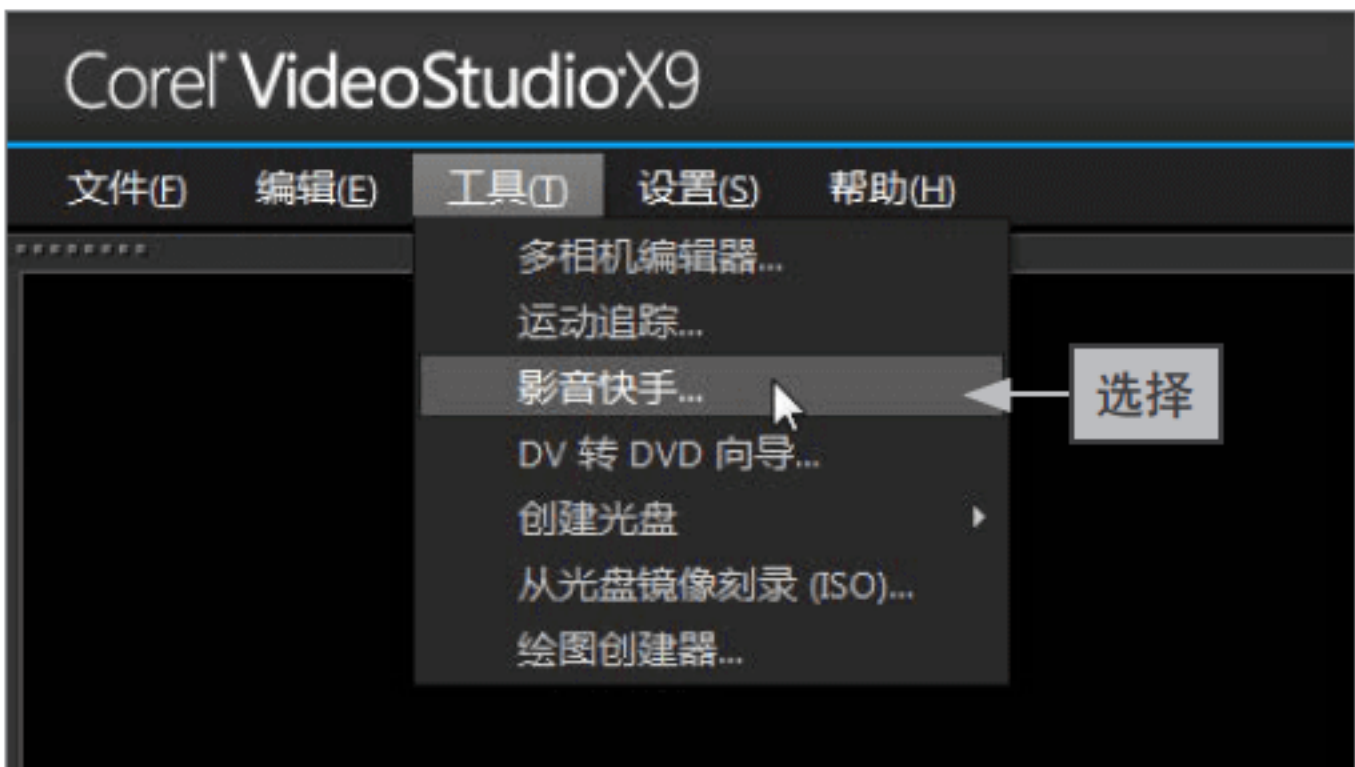 Corel VideoStudio X9
文件(F) 编辑(E) 工具(T) 设置(S) 帮助(H)
多相机编辑器...
运动追踪...
影音快手...
选择
DV 转 DVD 向导...
创建光盘
从光盘镜像刻录 (ISO)...
绘图创建器...